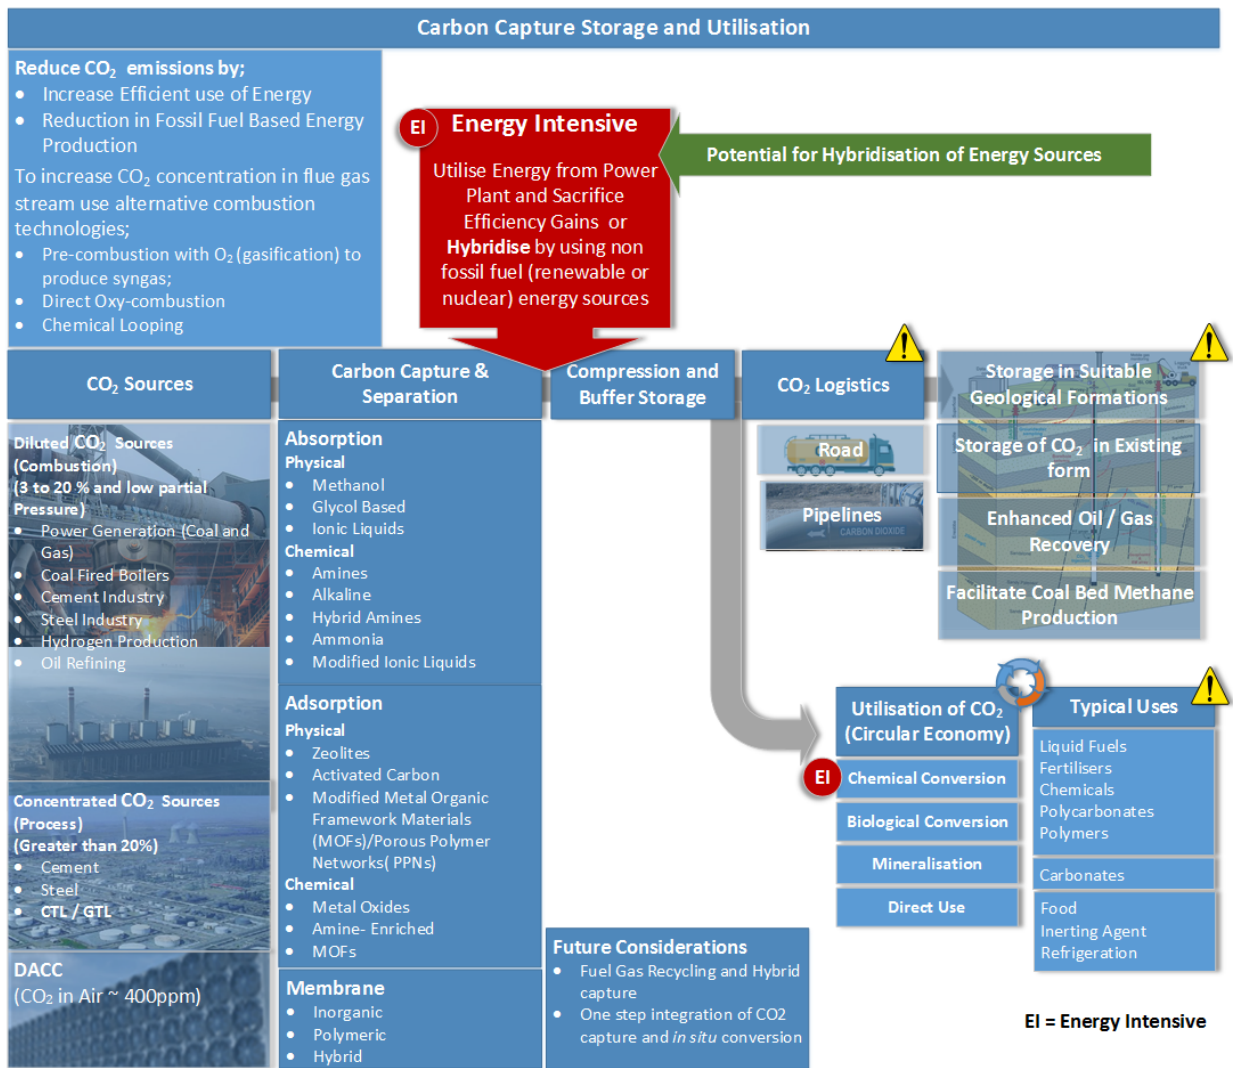 Carbon Capture Storage and Utilisation
Reduce CO₂ emissions by;
• Increase Efficient use of Energy
• Reduction in Fossil Fuel Based Energy
Production
To increase CO₂ concentration in flue gas
stream use alternative combustion
technologies;
• Pre-combustion with O₂ (gasification) to
produce syngas;
• Direct Oxy-combustion
• Chemical Looping
EI
Energy Intensive
Utilise Energy from Power
Plant and Sacrifice
Efficiency Gains or
Hybridise by using non
fossil fuel (renewable or
nuclear) energy sources
Potential for Hybridisation of Energy Sources
CO₂ Sources
Diluted CO₂ Sources
(Combustion)
(3 to 20 % and low partial
Pressure)
• Power Generation (Coal and
Gas)
• Coal Fired Boilers
• Cement Industry
• Steel Industry
• Hydrogen Production
• Oil Refining
Concentrated CO₂ Sources
(Process)
(Greater than 20%)
• Cement
• Steel
• CTL / GTL
DACC
(CO₂ in Air ~ 400ppm)
Carbon Capture &
Separation
Absorption
Physical
• Methanol
• Glycol Based
• Ionic Liquids
Chemical
• Amines
• Alkaline
• Hybrid Amines
• Ammonia
• Modified Ionic Liquids
Adsorption
Physical
• Zeolites
• Activated Carbon
• Modified Metal Organic
Framework Materials
(MOFs)/Porous Polymer
Networks( PPNs)
Chemical
• Metal Oxides
• Amine- Enriched
• MOFs
Membrane
• Inorganic
• Polymeric
• Hybrid
Compression and
Buffer Storage
Future Considerations
• Fuel Gas Recycling and Hybrid
capture
• One step integration of CO2
capture and in situ conversion
CO₂ Logistics
Road
Pipelines
CARBON DIOXIDE
Storage in Suitable
Geological Formations
Storage of CO₂ in Existing
form
Enhanced Oil / Gas
Recovery
Facilitate Coal Bed Methane
Production
Utilisation of CO₂
(Circular Economy)
EI
Chemical Conversion
Biological Conversion
Mineralisation
Direct Use
Typical Uses
Liquid Fuels
Fertilisers
Chemicals
Polycarbonates
Polymers
Carbonates
Food
Inerting Agent
Refrigeration
EI = Energy Intensive